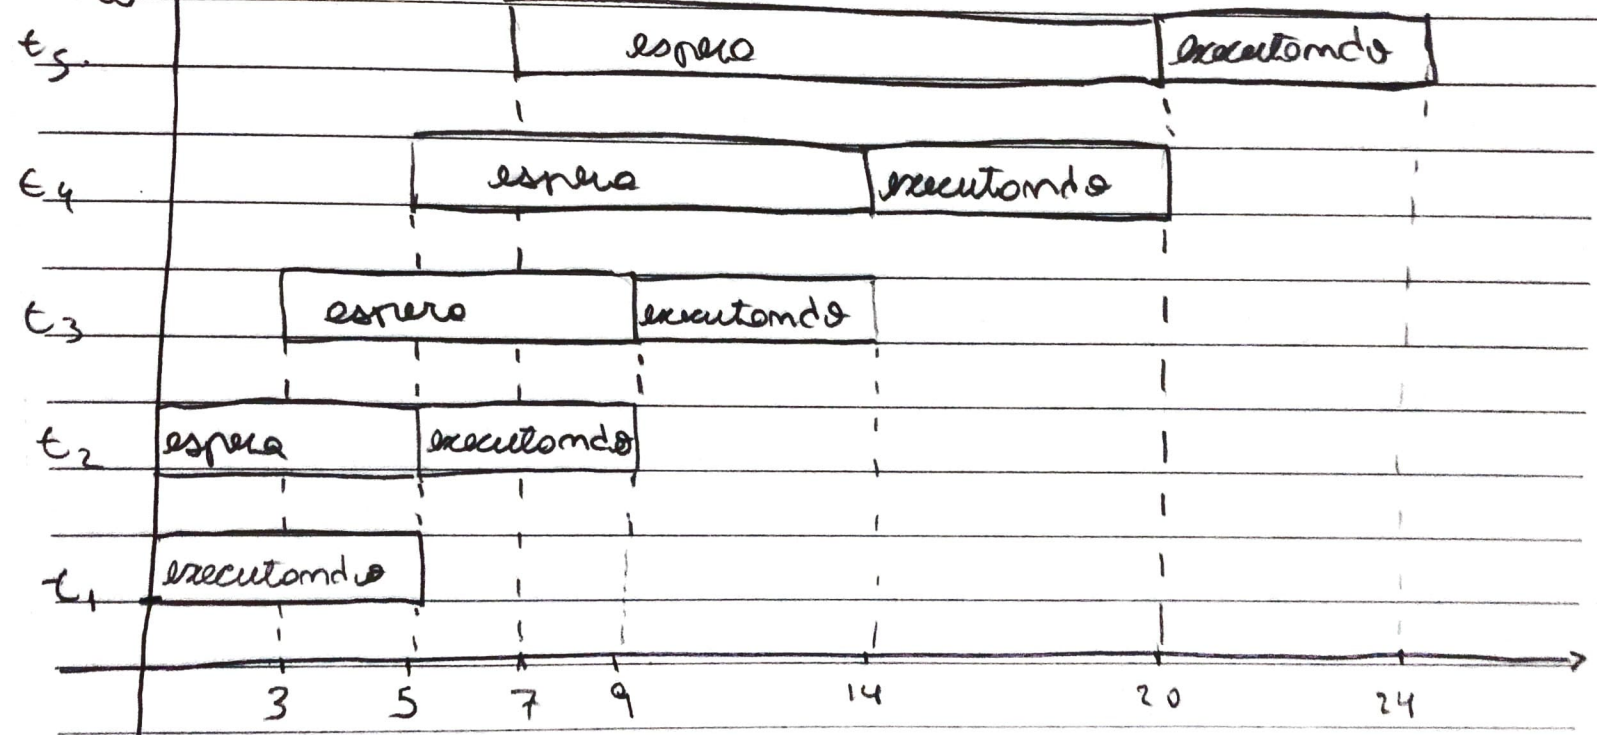 t5. espera executando
t4 espera executando
t3 espera executando
t2 espera executando
t1 executando
3 5 7 9 14 20 24